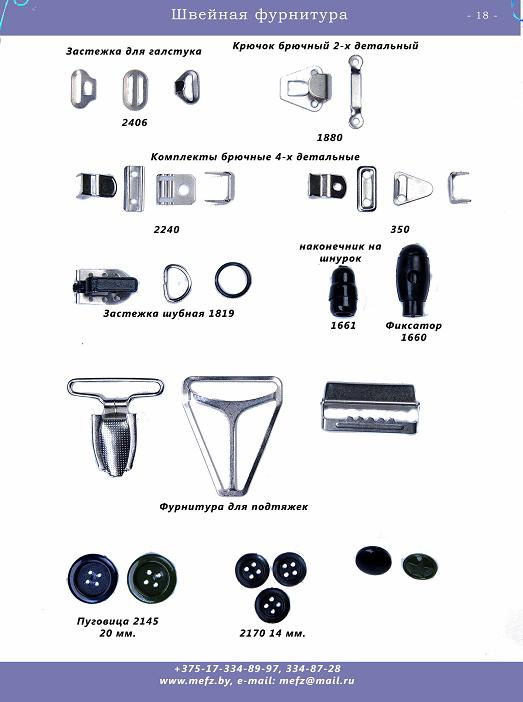 Швейная фурнитура
- 18 -
Застежка для галстука
Крючок брючный 2-х детальный
2406
1880
Комплекты брючные 4-х детальные
2240
350
наконечник на
шнурок
Застежка шубная 1819
1661
Фиксатор
1660
Фурнитура для подтяжек
Пуговица 2145
20 мм.
2170 14 мм.
+375-17-334-89-97, 334-87-28
www.mefz.by, e-mail: mefz@mail.ru